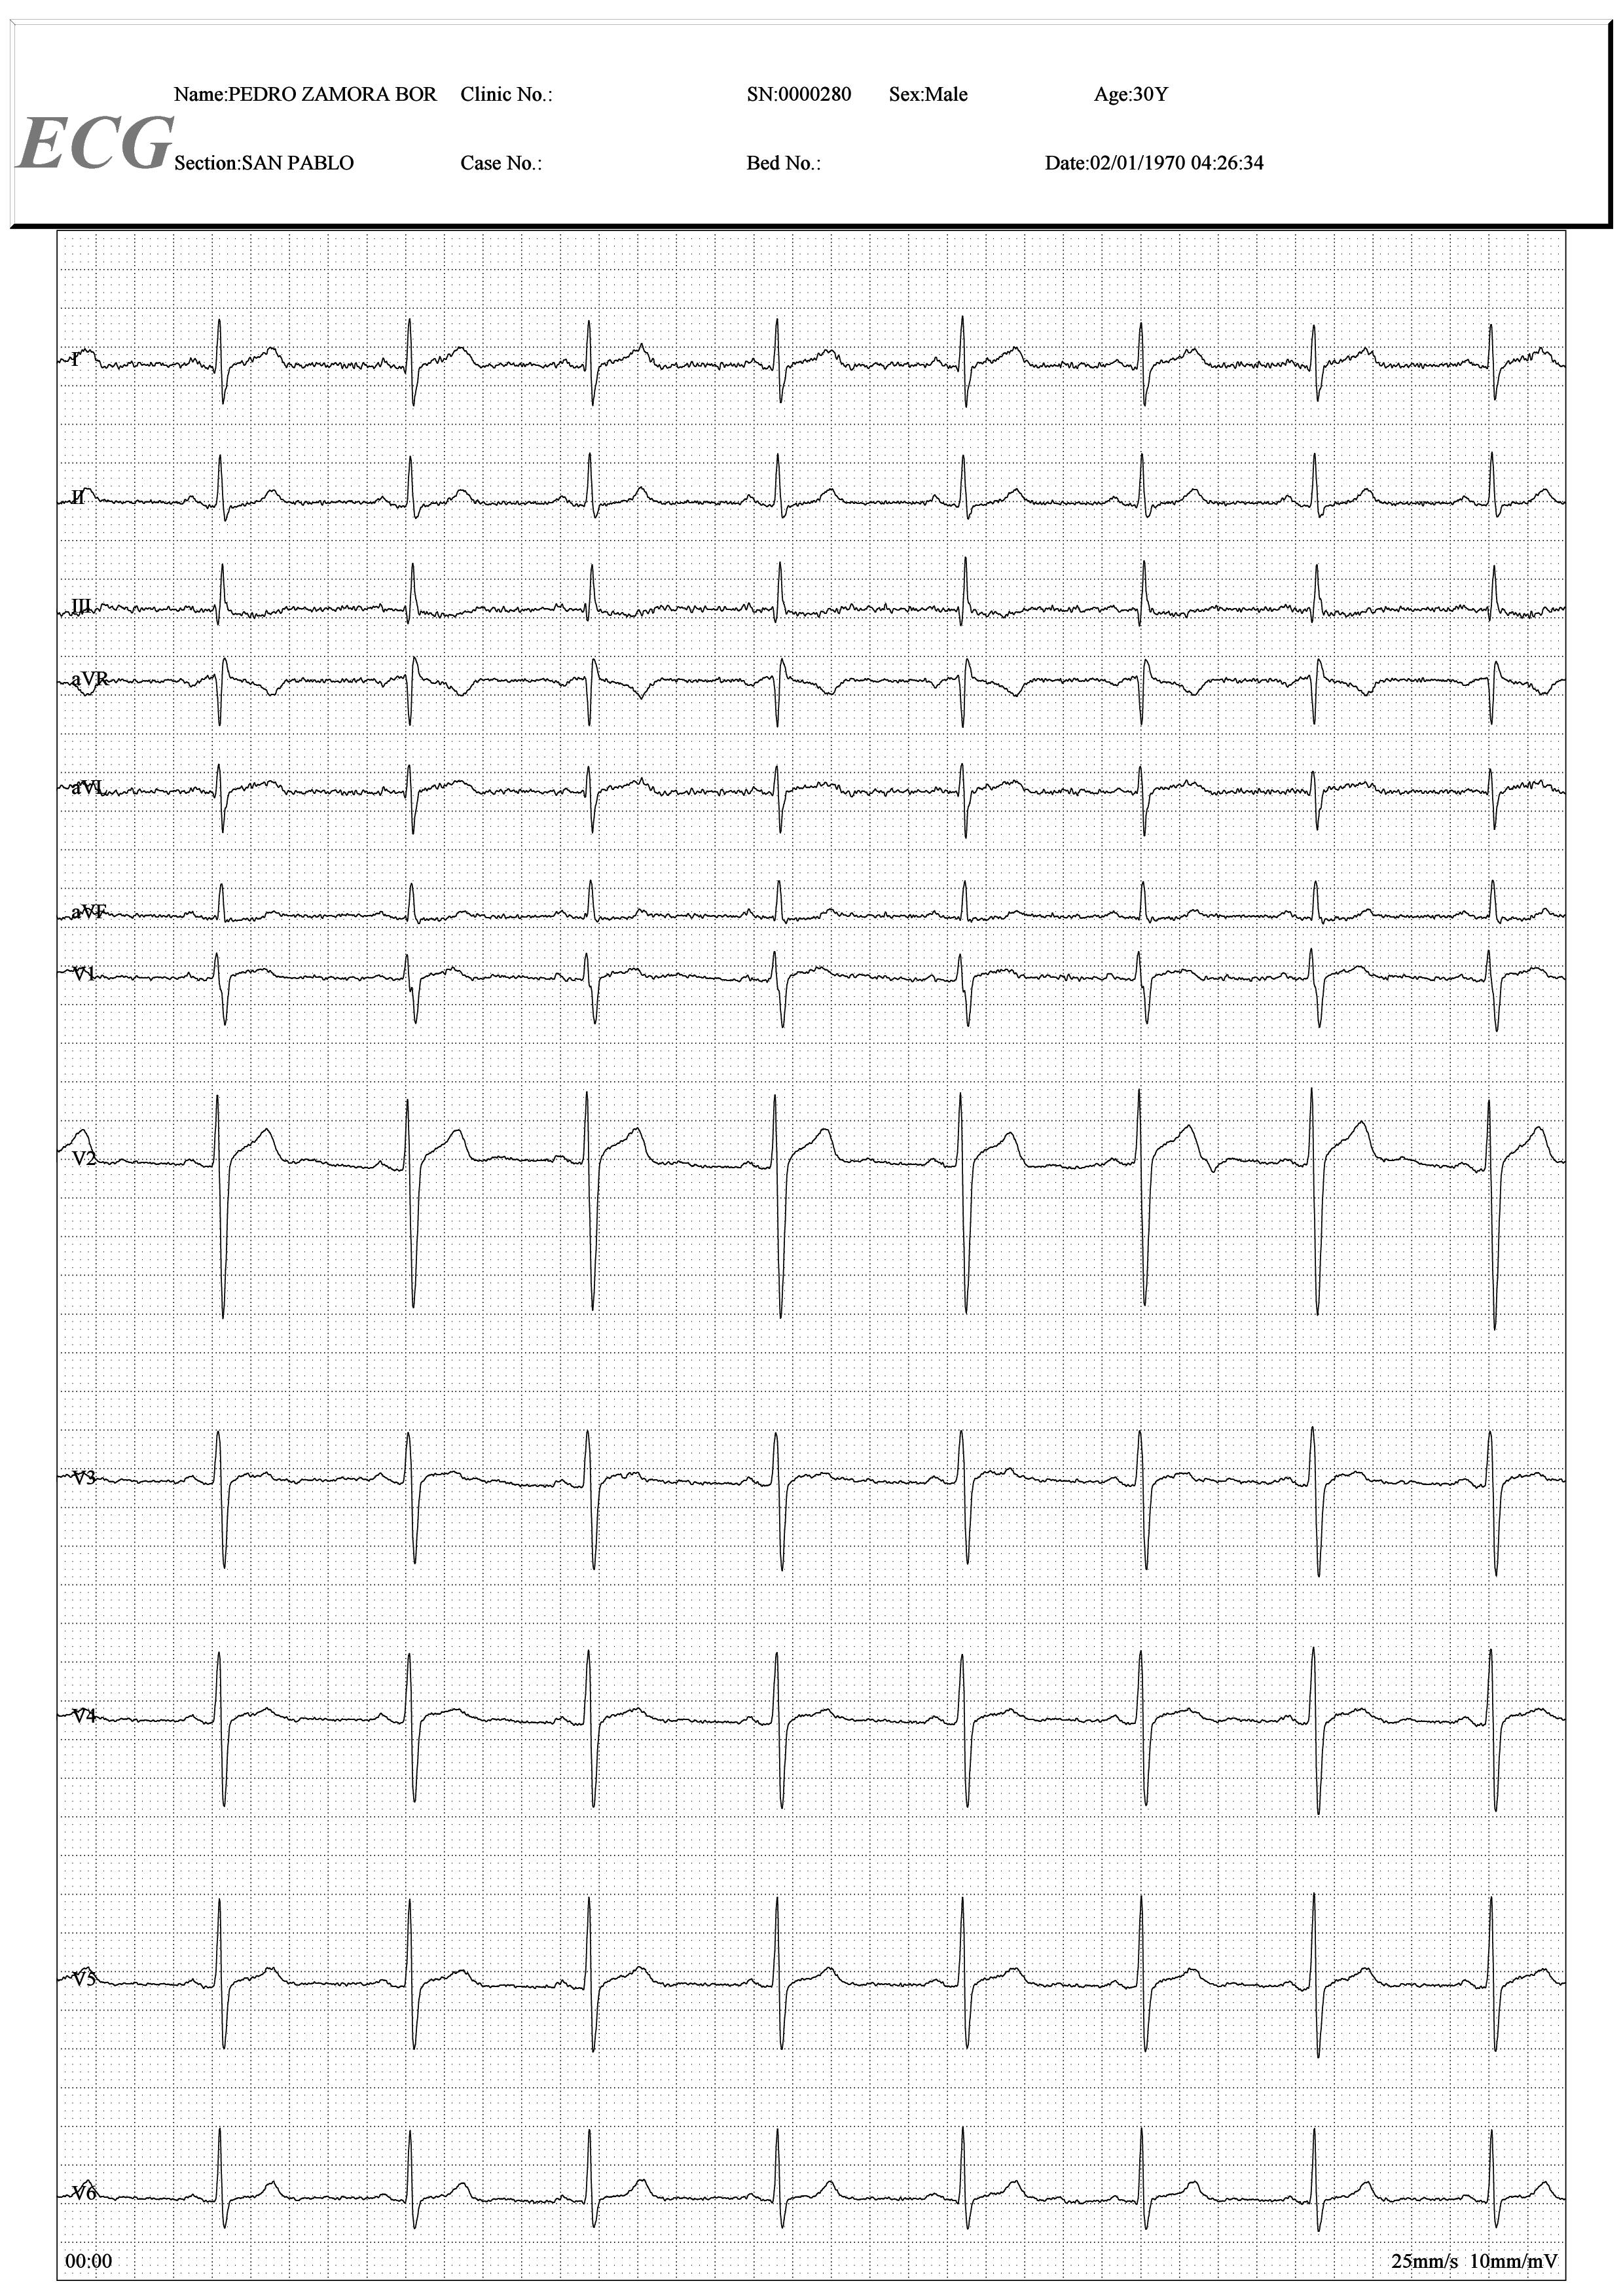 Name:PEDRO ZAMORA BOR Clinic No.: SN:0000280 Sex:Male Age:30Y
ECG
Section:SAN PABLO Case No.: Bed No.: Date:02/01/1970 04:26:34
I
II
III
aVR
aVL
aVF
V1
V2
V3
V4
V5
V6
00:00 25mm/s 10mm/mV